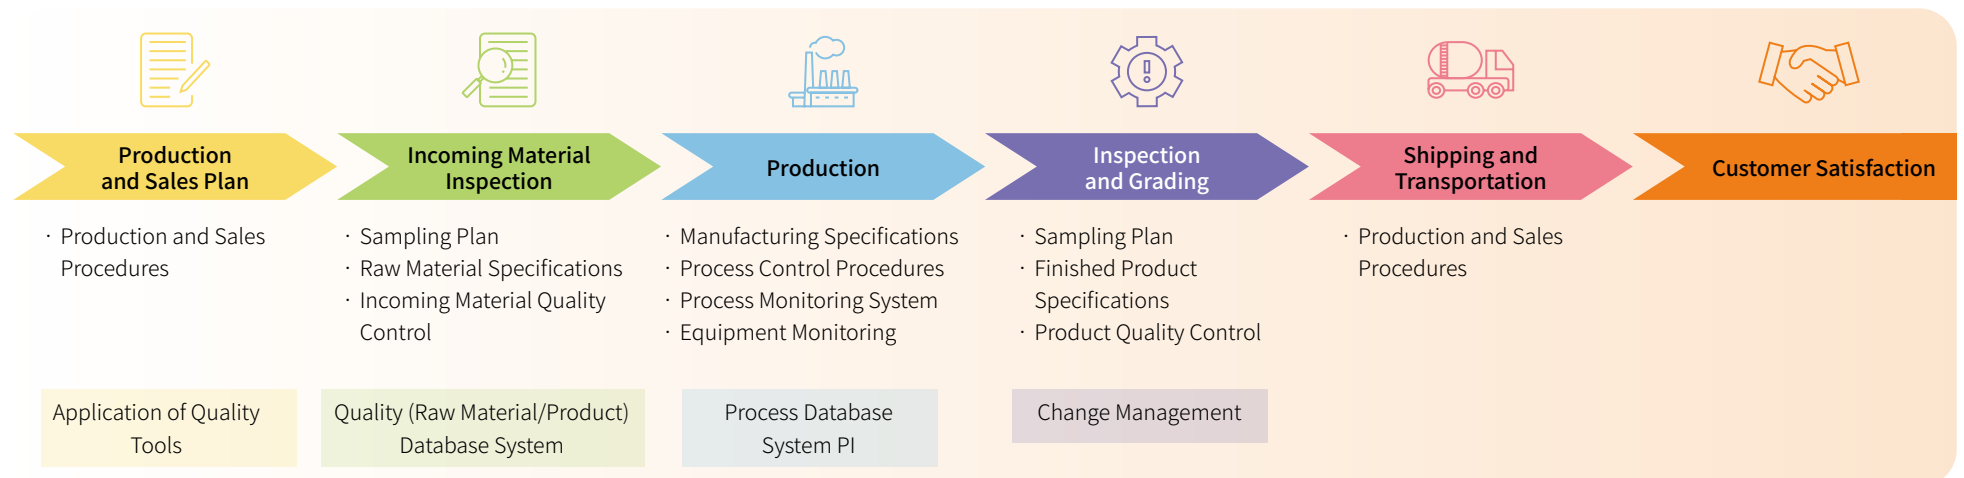 Production
and Sales Plan
Incoming Material
Inspection
Production
Inspection
and Grading
Shipping and
Transportation
Customer Satisfaction
· Production and Sales
Procedures
· Sampling Plan
· Raw Material Specifications
· Incoming Material Quality
Control
· Manufacturing Specifications
· Process Control Procedures
· Process Monitoring System
· Equipment Monitoring
· Sampling Plan
· Finished Product
Specifications
· Product Quality Control
· Production and Sales
Procedures
Application of Quality
Tools
Quality (Raw Material/Product)
Database System
Process Database
System PI
Change Management